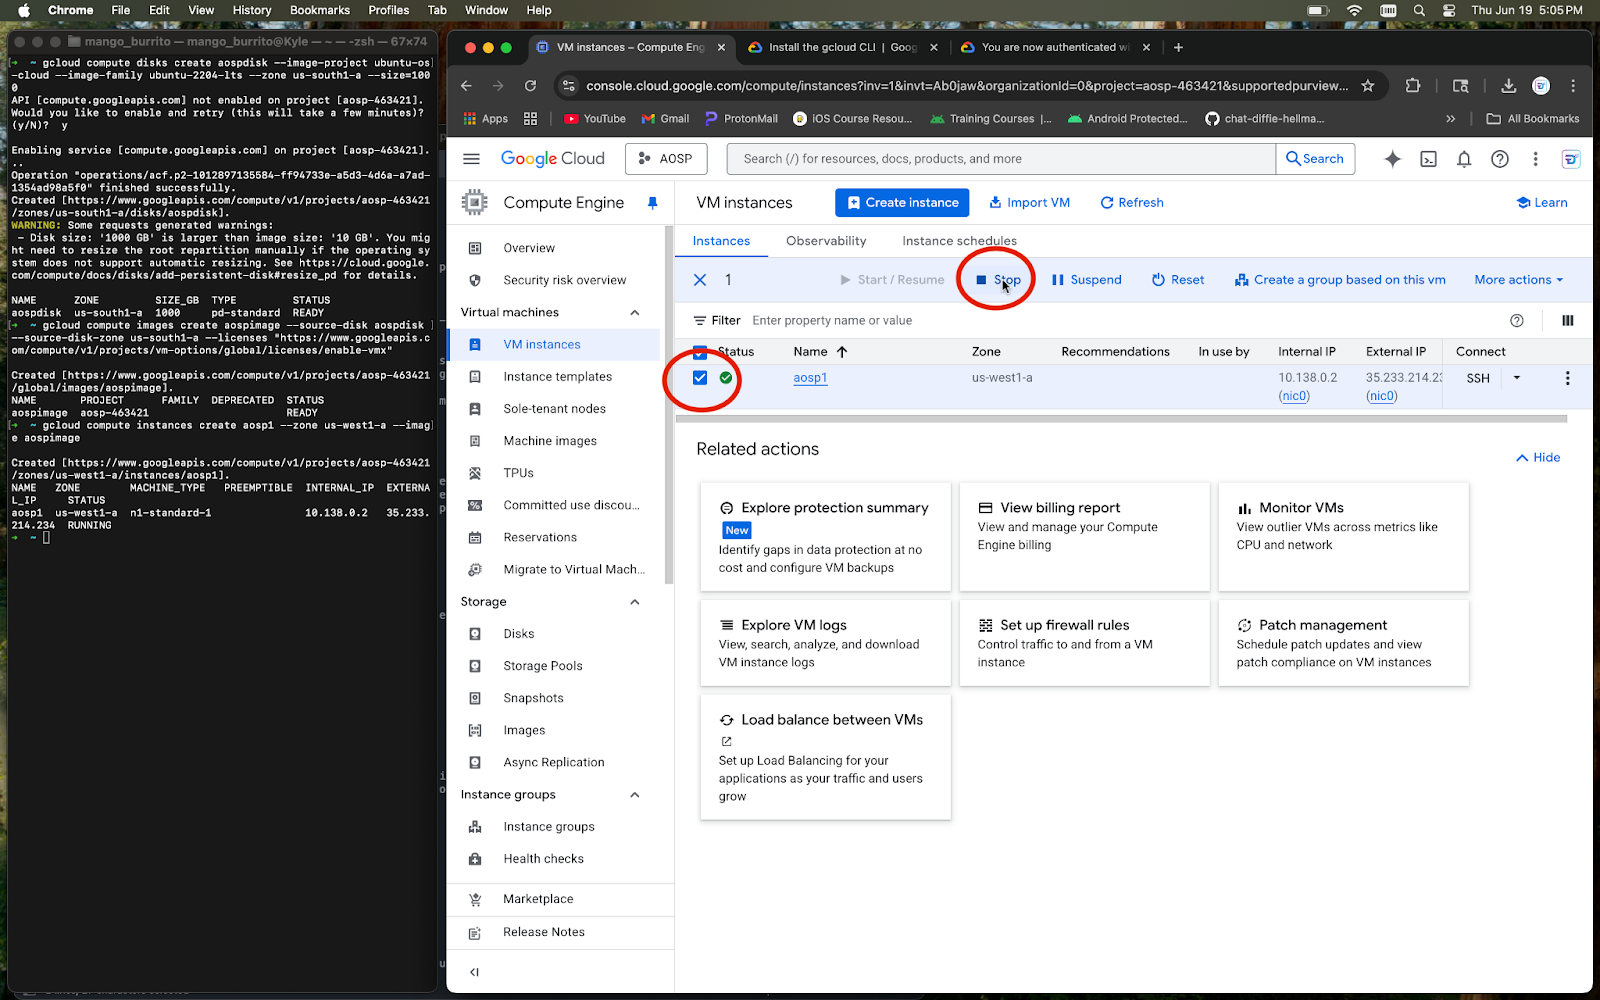 Chrome File Edit View History Bookmarks Profiles Tab Window Help Thu Jun 19 5:05 PM
mango_burrito — mango_burrito@Kyle — ~ — -zsh — 67×74
→ ~ gcloud compute disks create aospdisk --image-project ubuntu-os
-cloud --image-family ubuntu-2204-lts --zone us-south1-a --size=100
0
API [compute.googleapis.com] not enabled on project [aosp-463421].
Would you like to enable and retry (this will take a few minutes)?
(y/N)? y
Enabling service [compute.googleapis.com] on project [aosp-463421].
..
Operation "operations/acf.p2-1012897135584-ff94733e-a5d3-4d6a-a7ad-
1354ad98a5f0" finished successfully.
Created [https://www.googleapis.com/compute/v1/projects/aosp-463421
/zones/us-south1-a/disks/aospdisk].
WARNING: Some requests generated warnings:
- Disk size: '1000 GB' is larger than image size: '10 GB'. You mig
ht need to resize the root repartition manually if the operating sy
stem does not support automatic resizing. See https://cloud.google.
com/compute/docs/disks/add-persistent-disk#resize_pd for details.
NAME ZONE SIZE_GB TYPE STATUS
aospdisk us-south1-a 1000 pd-standard READY
→ ~ gcloud compute images create aospimage --source-disk aospdisk
--source-disk-zone us-south1-a --licenses "https://www.googleapis.c
om/compute/v1/projects/vm-options/global/licenses/enable-vmx"
Created [https://www.googleapis.com/compute/v1/projects/aosp-463421
/global/images/aospimage].
NAME PROJECT FAMILY DEPRECATED STATUS
aospimage aosp-463421 READY
→ ~ gcloud compute instances create aosp1 --zone us-west1-a --imag
e aospimage
Created [https://www.googleapis.com/compute/v1/projects/aosp-463421
/zones/us-west1-a/instances/aosp1].
NAME ZONE MACHINE_TYPE PREEMPTIBLE INTERNAL_IP EXTERNA
L_IP STATUS
aosp1 us-west1-a n1-standard-1 10.138.0.2 35.233.
214.234 RUNNING
→ ~
VM instances – Compute Eng Install the gcloud CLI | Goog You are now authenticated wi
console.cloud.google.com/compute/instances?inv=1&invt=Ab0jaw&organizationId=0&project=aosp-463421&supportedpurview...
Apps YouTube Gmail ProtonMail iOS Course Resou... Training Courses |... Android Protected... chat-diffie-hellma... » All Bookmarks
Google Cloud AOSP Search (/) for resources, docs, products, and more Search
Compute Engine
Overview
Security risk overview
Virtual machines
VM instances
Instance templates
Sole-tenant nodes
Machine images
TPUs
Committed use discou...
Reservations
Migrate to Virtual Mach...
Storage
Disks
Storage Pools
Snapshots
Images
Async Replication
Instance groups
Instance groups
Health checks
Marketplace
Release Notes
VM instances Create instance Import VM Refresh Learn
Instances Observability Instance schedules
1 Start / Resume Stop Suspend Reset Create a group based on this vm More actions
Filter Enter property name or value
Status Name Zone Recommendations In use by Internal IP External IP Connect
aosp1 us-west1-a 10.138.0.2 35.233.214.23 SSH
(nic0) (nic0)
Related actions
Hide
Explore protection summary
New
Identify gaps in data protection at no
cost and configure VM backups
View billing report
View and manage your Compute
Engine billing
Monitor VMs
View outlier VMs across metrics like
CPU and network
Explore VM logs
View, search, analyze, and download
VM instance logs
Set up firewall rules
Control traffic to and from a VM
instance
Patch management
Schedule patch updates and view
patch compliance on VM instances
Load balance between VMs
Set up Load Balancing for your
applications as your traffic and users
grow